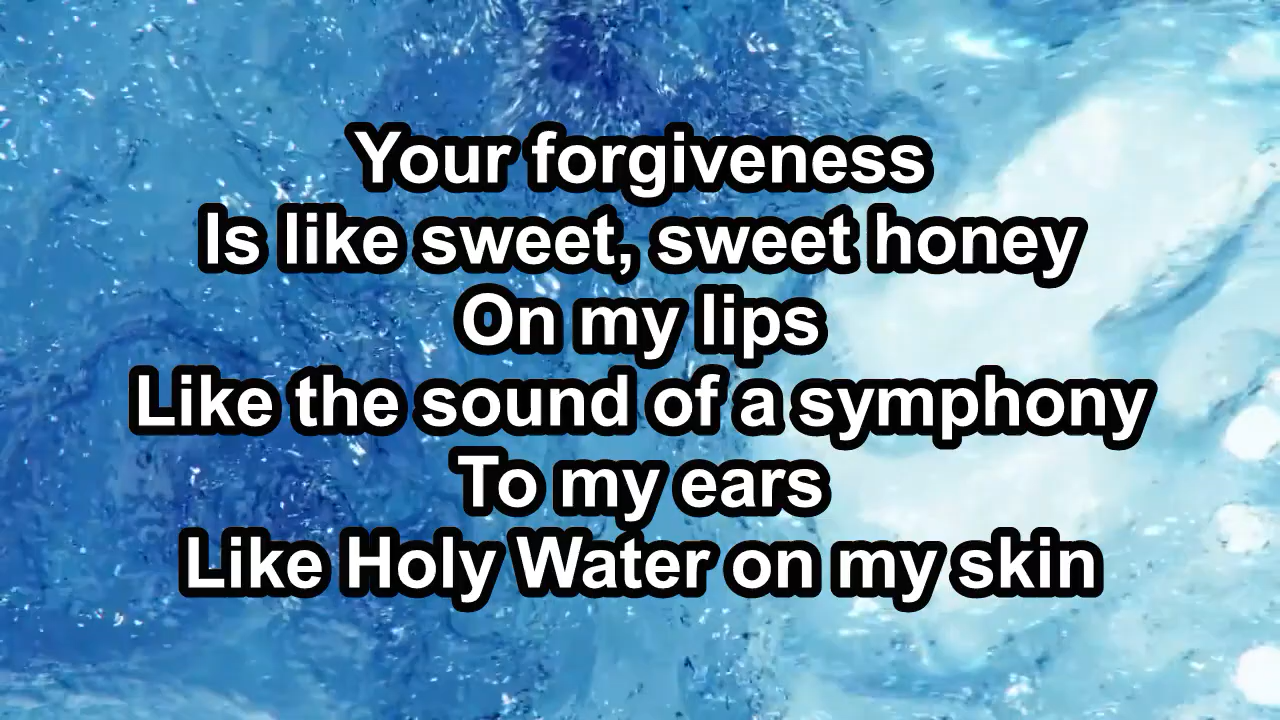 Your forgiveness
Is like sweet, sweet honey
On my lips
Like the sound of a symphony
To my ears
Like Holy Water on my skin